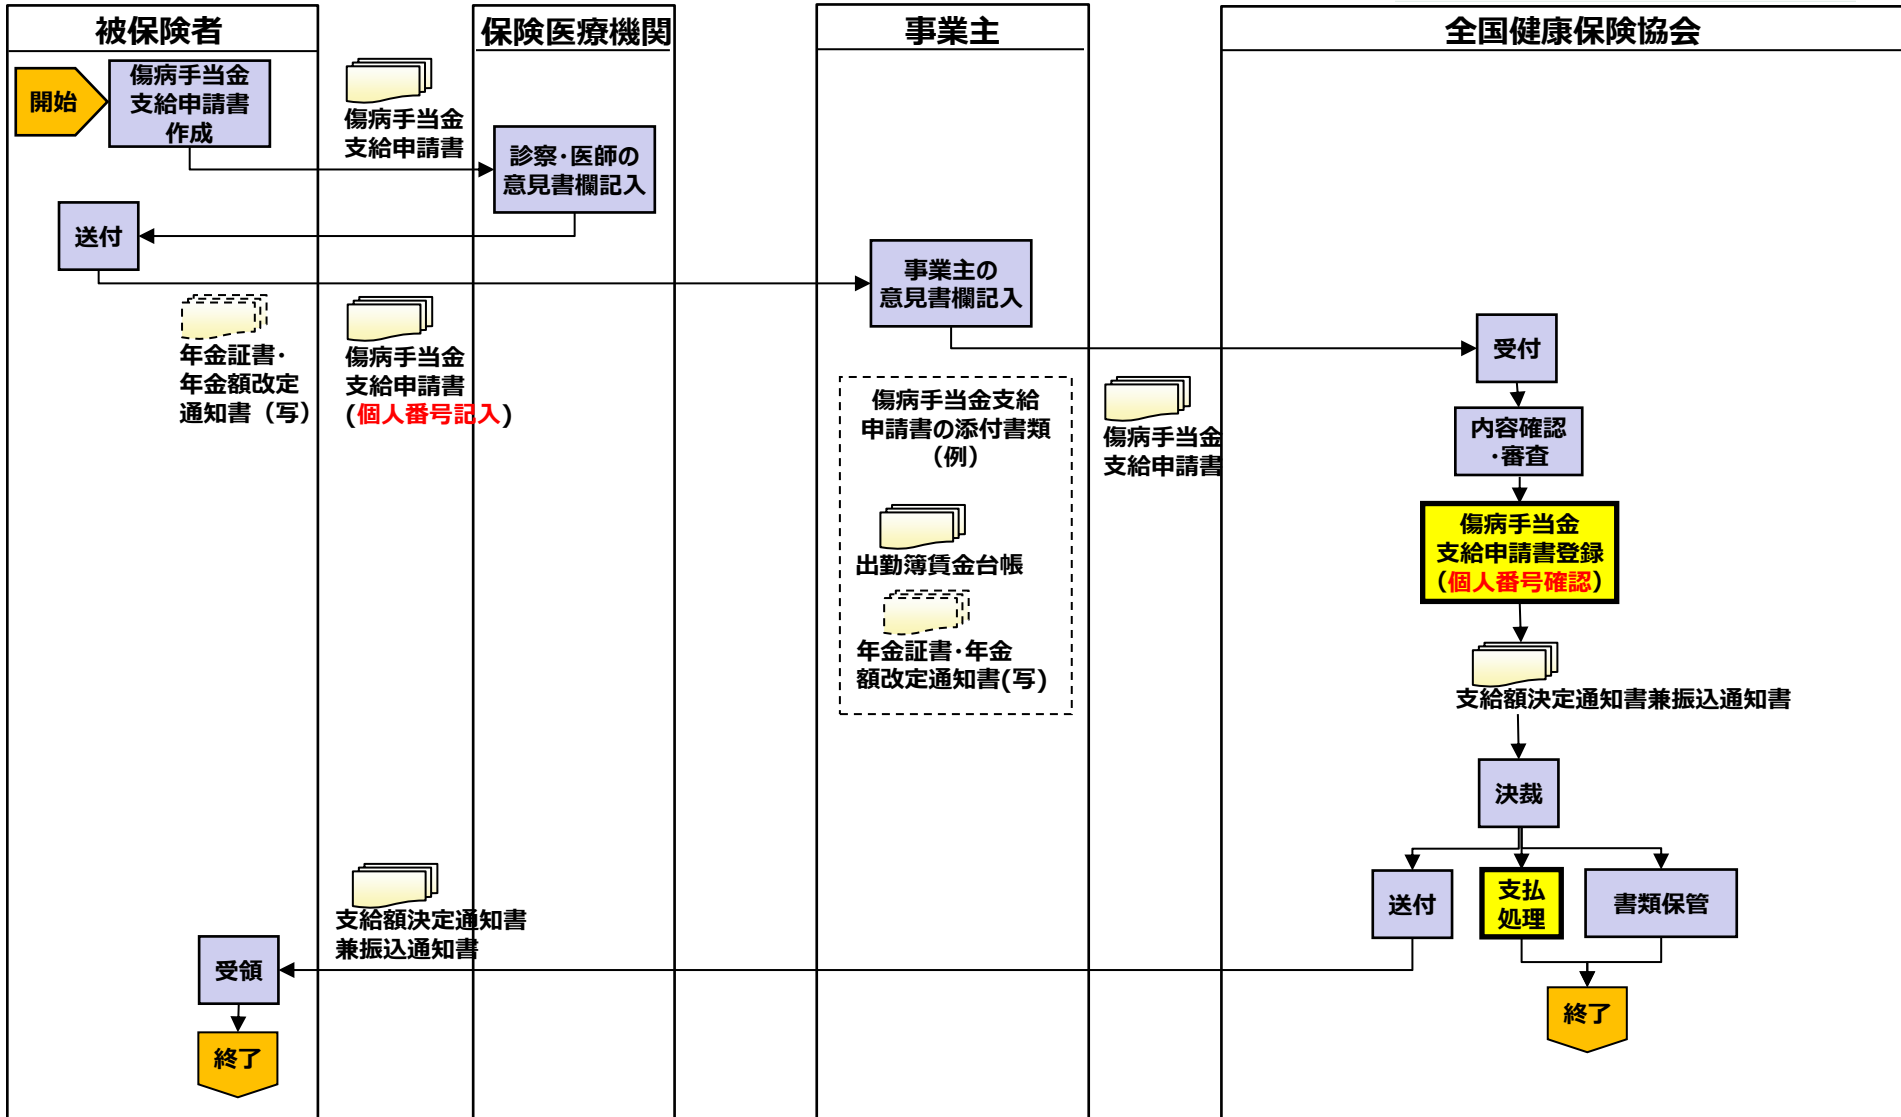 被保険者
保険医療機関
事業主
全国健康保険協会
開始
傷病手当金
支給申請書
作成
傷病手当金
支給申請書
診察・医師の
意見書欄記入
送付
事業主の
意見書欄記入
年金証書・
年金額改定
通知書（写）
傷病手当金
支給申請書
(個人番号記入)
受付
傷病手当金支給
申請書の添付書類
（例）
出勤簿賃金台帳
年金証書・年金
額改定通知書(写)
傷病手当金
支給申請書
内容確認
・審査
傷病手当金
支給申請書登録
（個人番号確認）
支給額決定通知書兼振込通知書
決裁
送付
支払
処理
書類保管
支給額決定通知書
兼振込通知書
受領
終了
終了